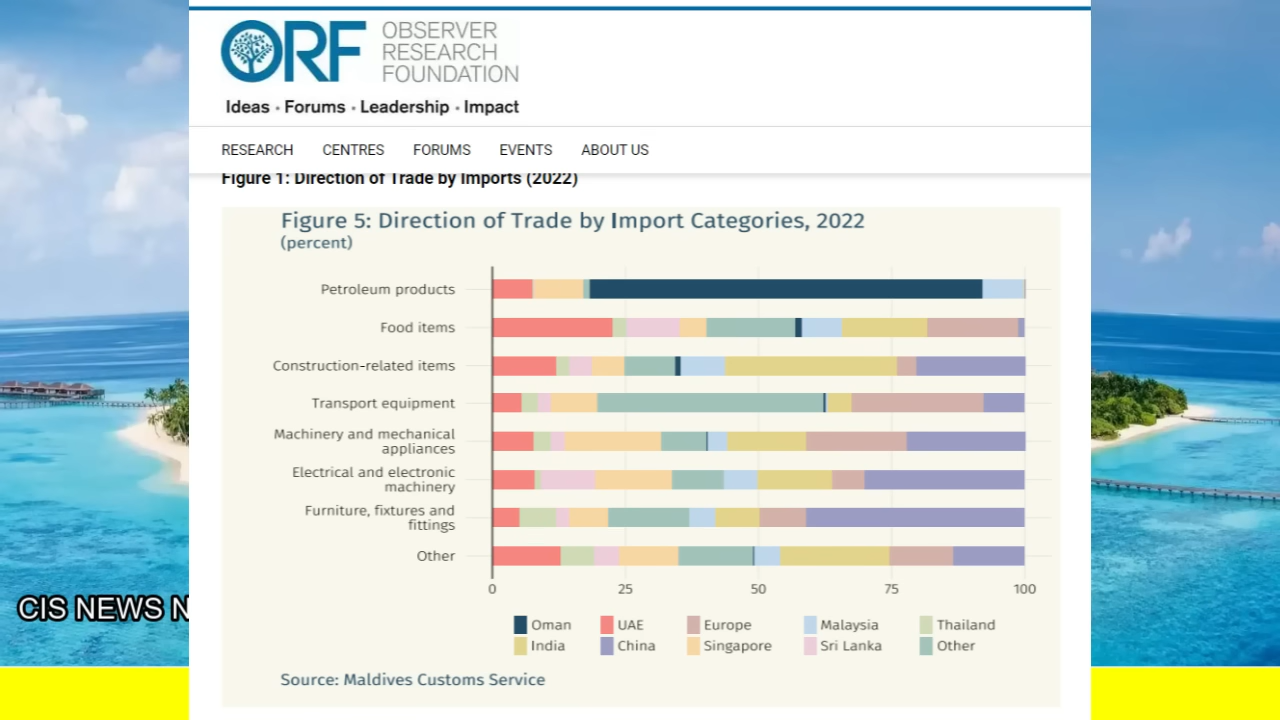 ORF
OBSERVER
RESEARCH
FOUNDATION
Ideas · Forums · Leadership · Impact
RESEARCH CENTRES FORUMS EVENTS ABOUT US
Figure 1: Direction of Trade by Imports (2022)
Figure 5: Direction of Trade by Import Categories, 2022
(percent)
Petroleum products
Food items
Construction-related items
Transport equipment
Machinery and mechanical
appliances
Electrical and electronic
machinery
Furniture, fixtures and
fittings
Other
0 25 50 75 100
Oman UAE Europe Malaysia Thailand
India China Singapore Sri Lanka Other
Source: Maldives Customs Service
CIS NEWS N